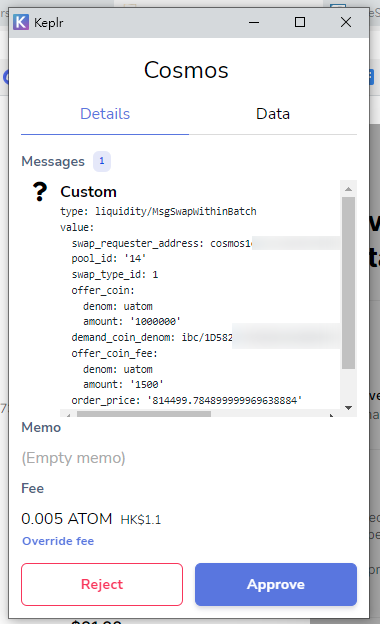 Keplr
Cosmos
Details
Data
Messages 1
? Custom
type: liquidity/MsgSwapWithinBatch
value:
swap_requester_address: cosmos1
pool_id: '14'
swap_type_id: 1
offer_coin:
denom: uatom
amount: '1000000'
demand_coin_denom: ibc/1D582
offer_coin_fee:
denom: uatom
amount: '1500'
order_price: '814499.784899999969638884'
Memo
(Empty memo)
Fee
0.005 ATOM HK$1.1
Override fee
Reject
Approve